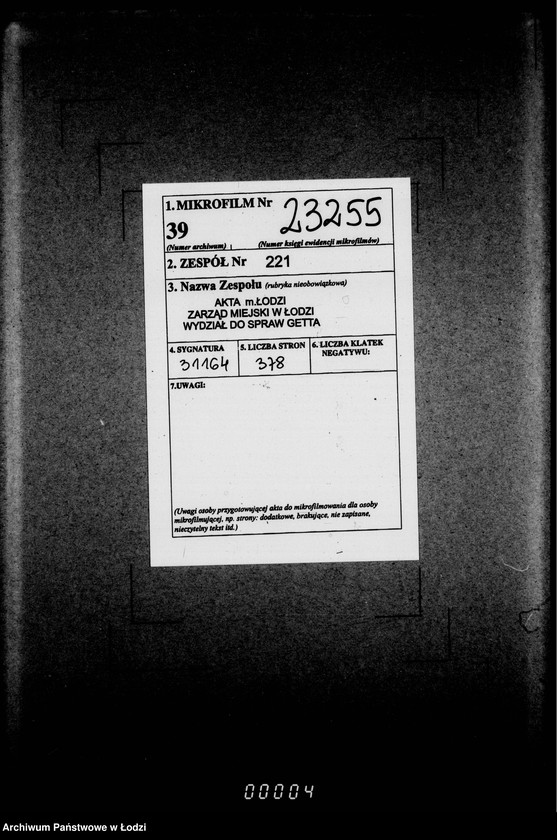 1. MIKROFILM Nr 23255
39
(Numer archiwum) (Numer księgi ewidencji mikrofilmów)
2. ZESPÓŁ Nr 221
3. Nazwa Zespołu (rubryka nieobowiązkowa)
AKTA m.ŁODZI
ZARZĄD MIEJSKI W ŁODZI
WYDZIAŁ DO SPRAW GETTA
4. SYGNATURA 5. LICZBA STRON 6. LICZBA KLATEK
NEGATYWU:
31164 378
7.UWAGI:
(Uwagi osoby przygotowującej akta do mikrofilmowania dla osoby
mikrofilmującej, np. strony: dodatkowe, brakujące, nie zapisane,
nieczytelny tekst itd.)
00004
Archiwum Państwowe w Łodzi